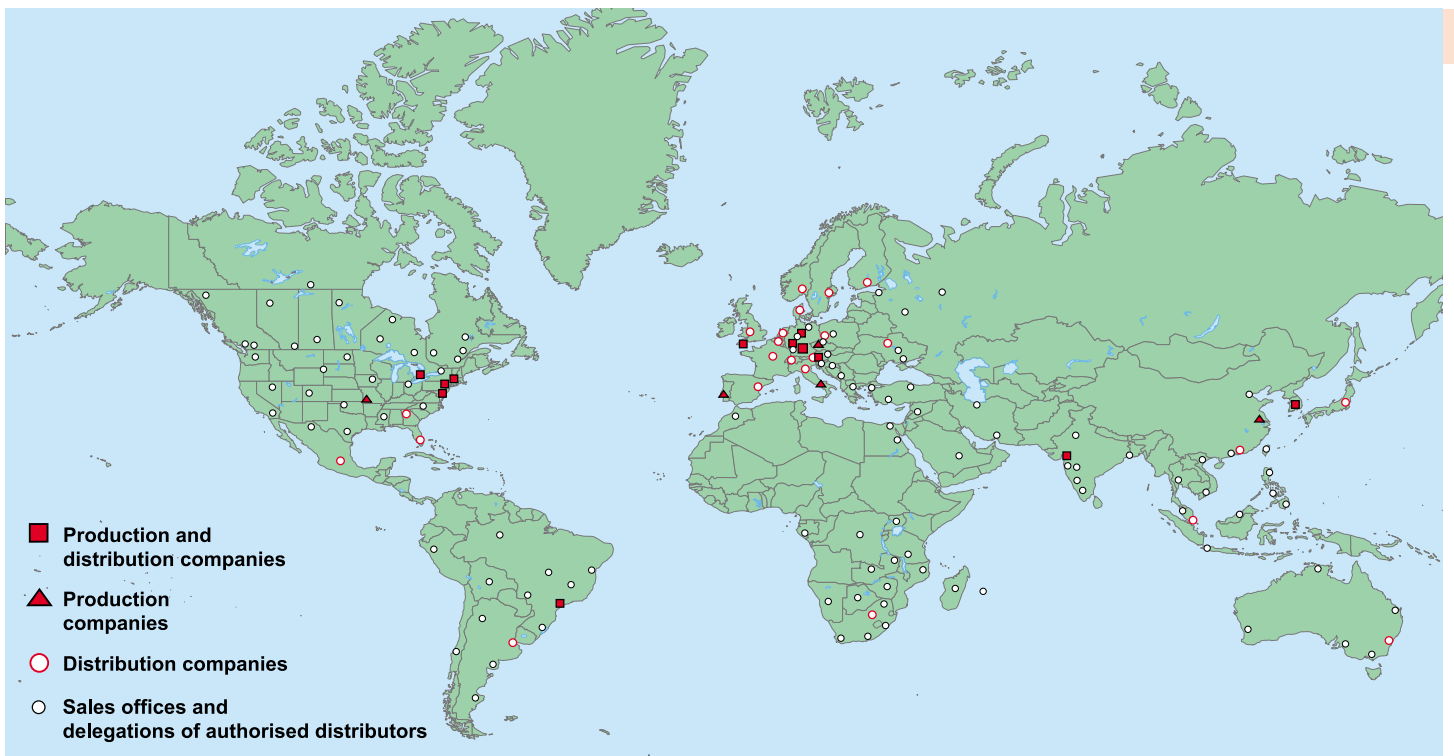 Production and
distribution companies
Production
companies
Distribution companies
Sales offices and
delegations of authorised distributors